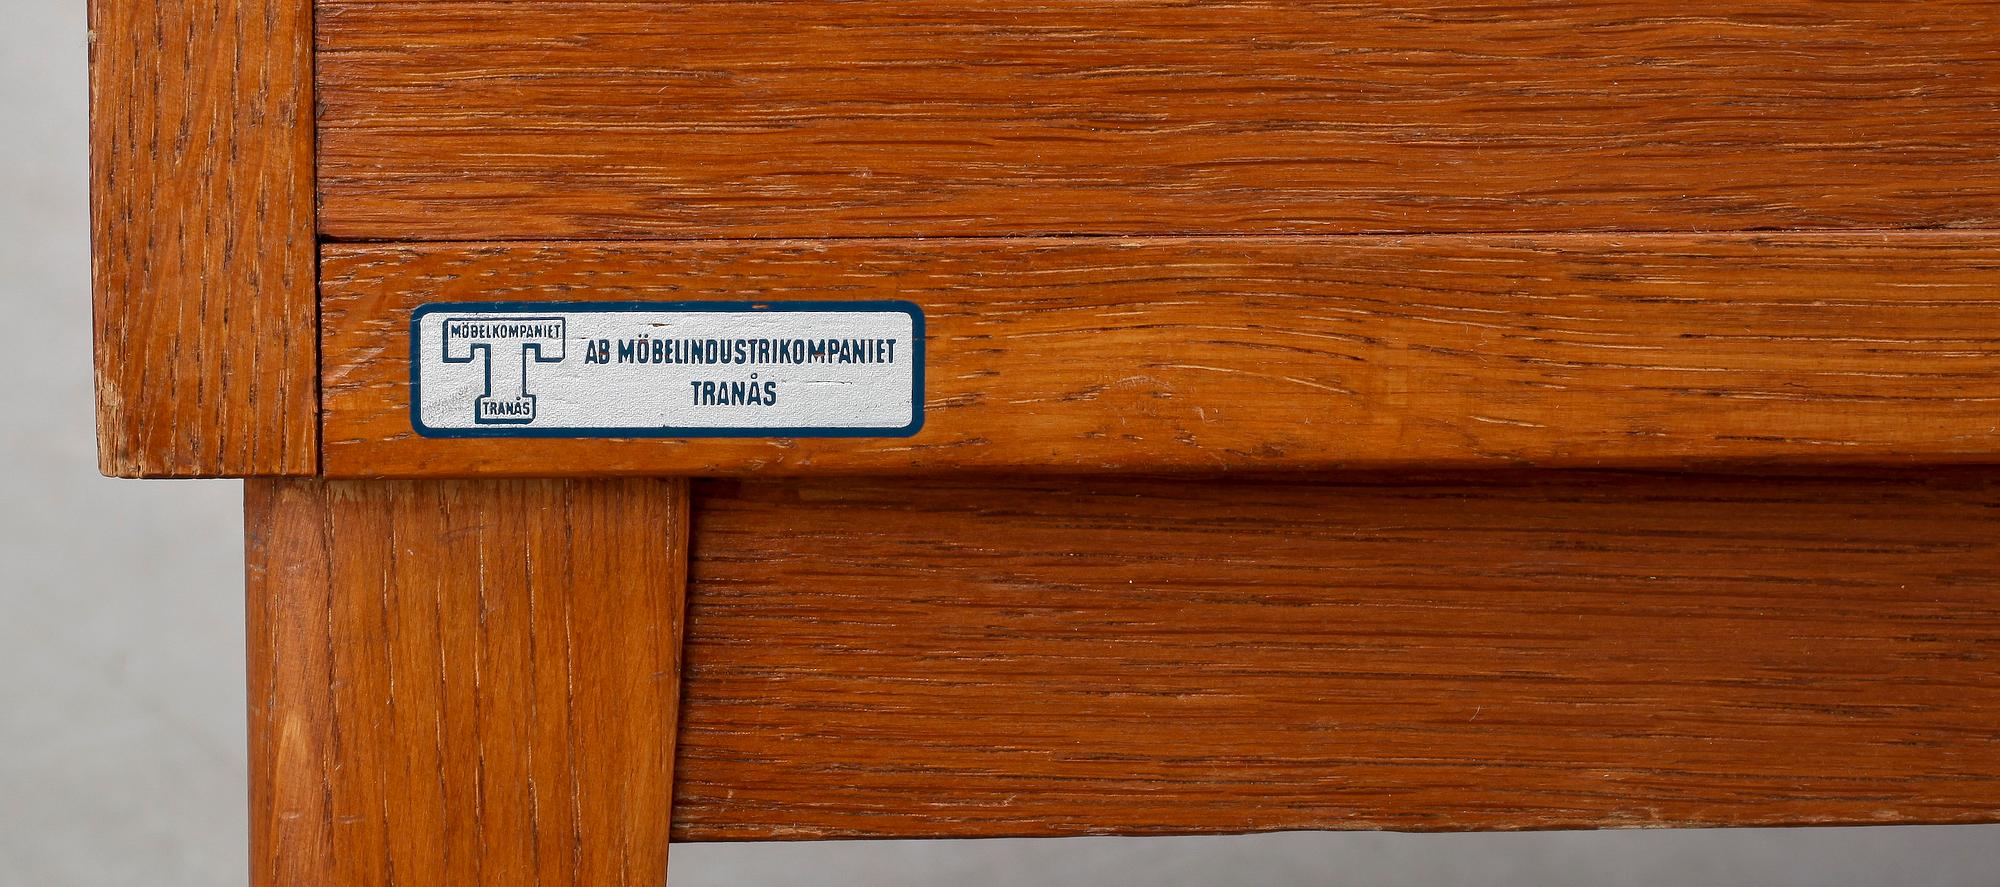 MÖBELKOMPANIET
TRANÅS
AB MÖBELINDUSTRIKOMPANIET
TRANÅS